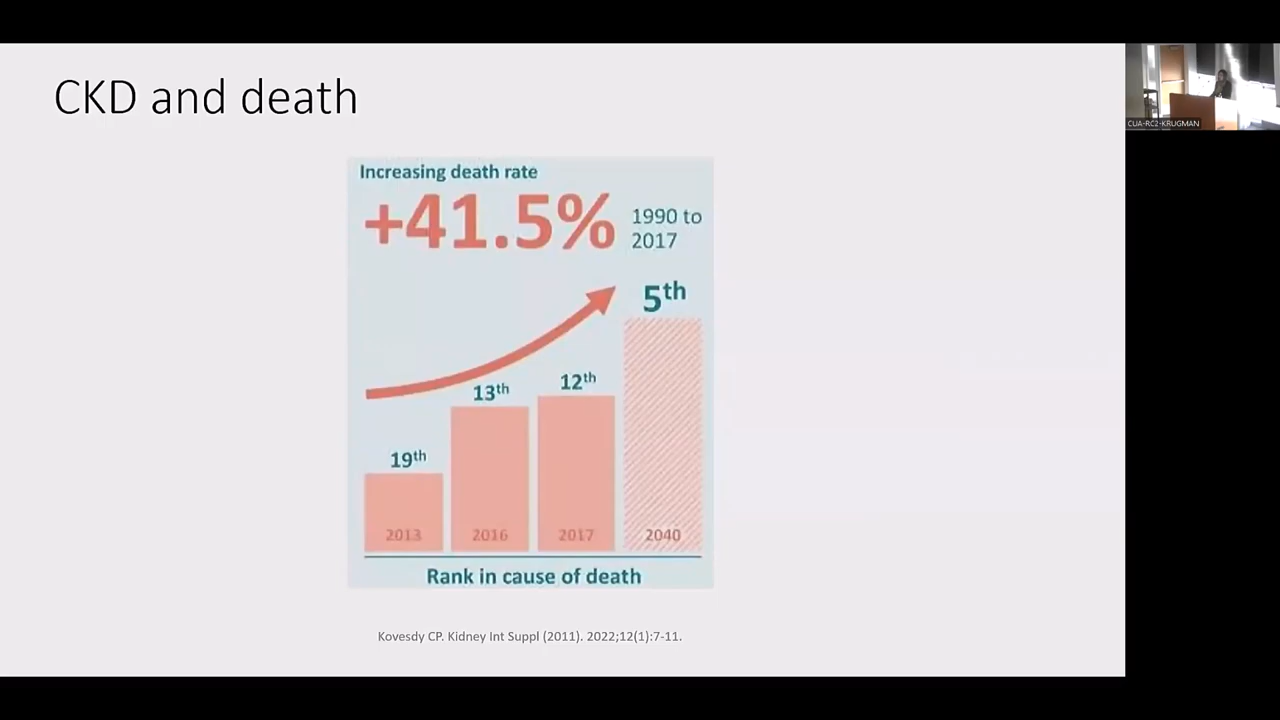 CKD and death
CUA-RC2-KRUGMAN
Increasing death rate
+41.5%
1990 to
2017
5th
12th
13th
19th
2013
2016
2017
2040
Rank in cause of death
Kovesdy CP. Kidney Int Suppl (2011). 2022;12(1):7-11.